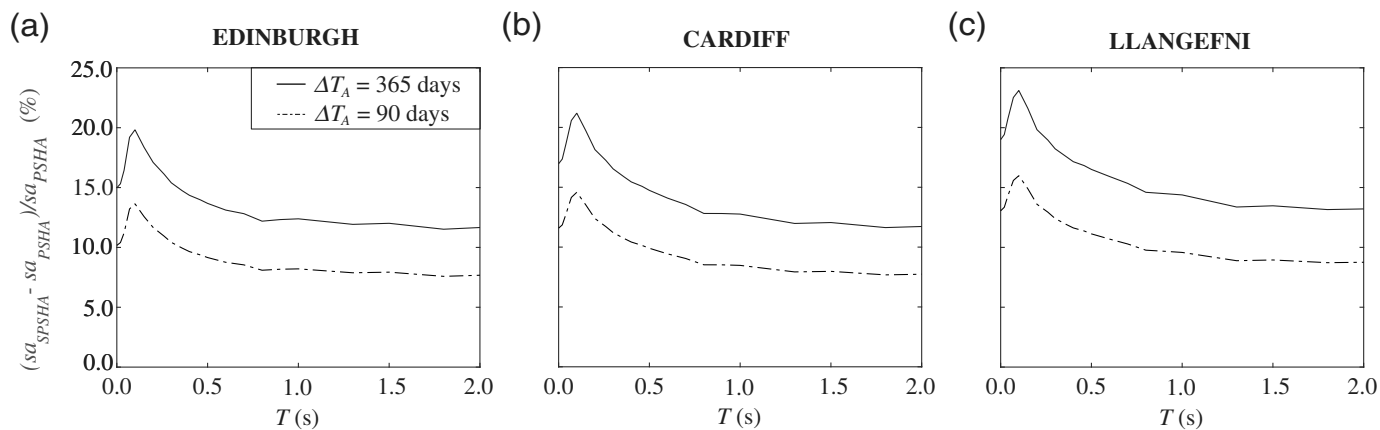 (a)
EDINBURGH
(sa_SPSHA - sa_PSHA)/sa_PSHA (%)
25.0
20.0
15.0
10.0
5.0
0.0
ΔT_A = 365 days
ΔT_A = 90 days
0.0 0.5 1.0 1.5 2.0
T (s)
(b)
CARDIFF
0.0 0.5 1.0 1.5 2.0
T (s)
(c)
LLANGEFNI
0.0 0.5 1.0 1.5 2.0
T (s)